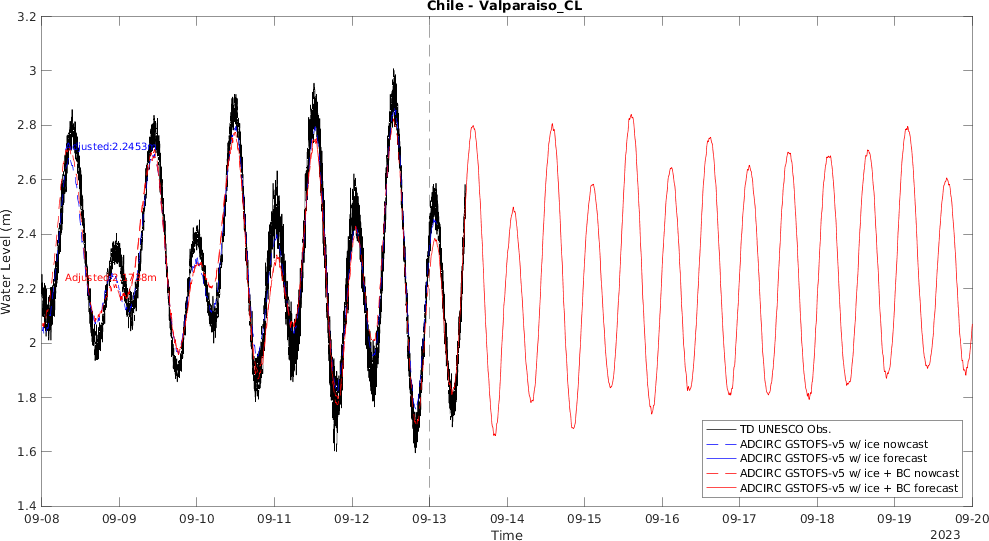 Chile - Valparaiso_CL
3.2
3
2.8
2.6
2.4
2.2
2
1.8
1.6
1.4
Water Level (m)
TD UNESCO Obs.
ADCIRC GSTOFS-v5 w/ ice nowcast
ADCIRC GSTOFS-v5 w/ ice forecast
ADCIRC GSTOFS-v5 w/ ice + BC nowcast
ADCIRC GSTOFS-v5 w/ ice + BC forecast
09-08 09-09 09-10 09-11 09-12 09-13 09-14 09-15 09-16 09-17 09-18 09-19 09-20
Time
2023